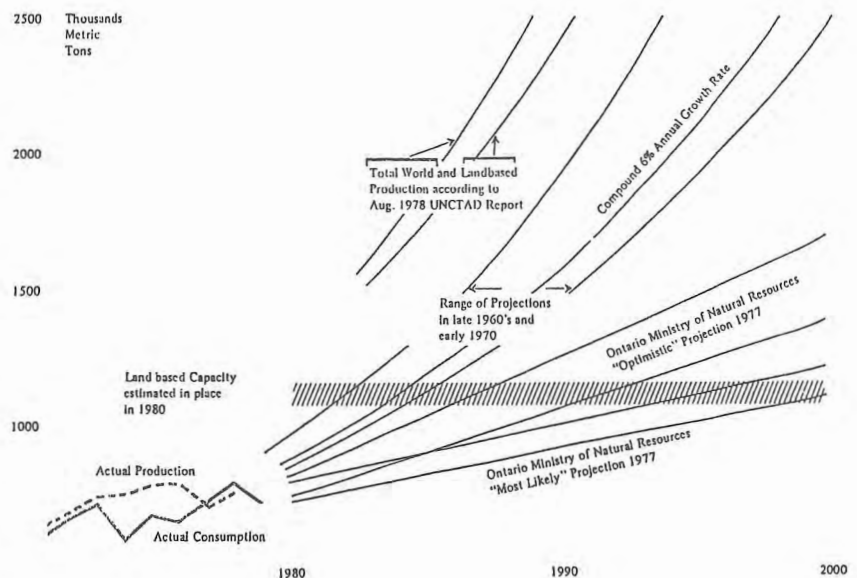 2500
Thousands
Metric
Tons
2000
Total World and Landbased
Production according to
Aug. 1978 UNCTAD Report
Compound 6% Annual Growth Rate
1500
Range of Projections
in late 1960's and
early 1970
Ontario Ministry of Natural Resources
"Optimistic" Projection 1977
Land based Capacity
estimated in place
in 1980
1000
Ontario Ministry of Natural Resources
"Most Likely" Projection 1977
Actual Production
Actual Consumption
1980
1990
2000